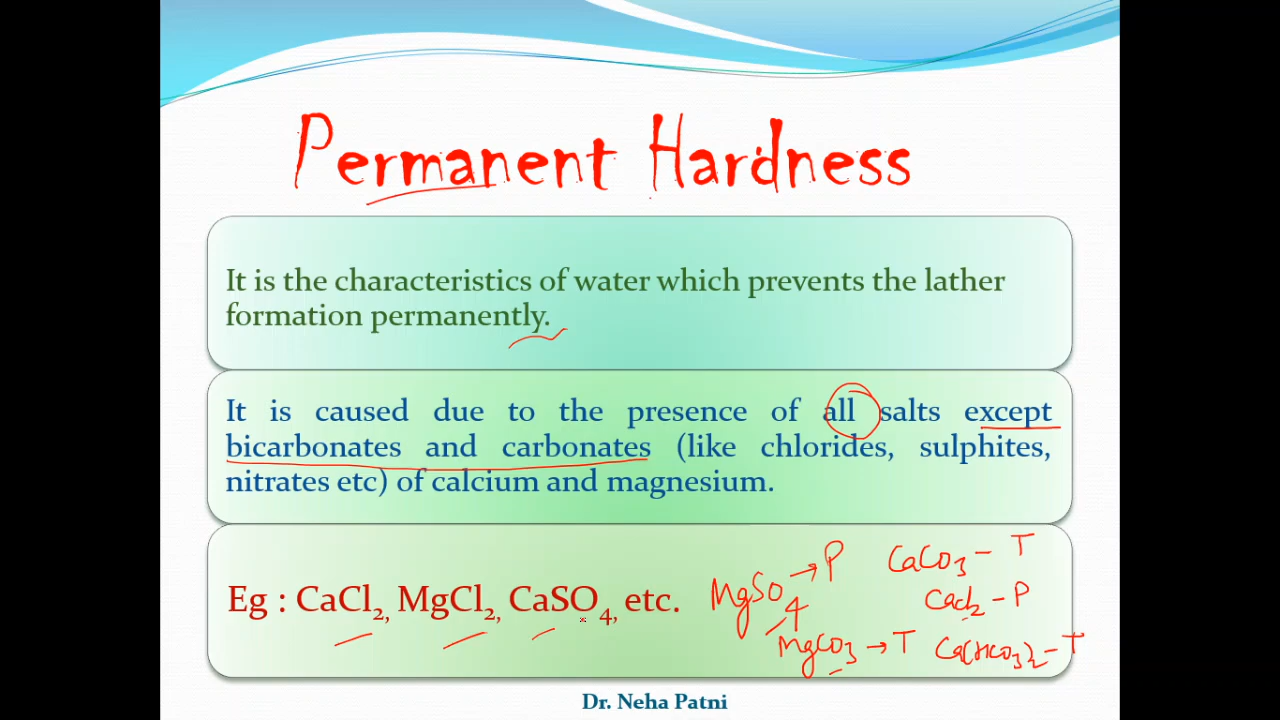 Permanent Hardness
It is the characteristics of water which prevents the lather
formation permanently.
It is caused due to the presence of all salts except
bicarbonates and carbonates (like chlorides, sulphites,
nitrates etc) of calcium and magnesium.
Eg : CaCl₂, MgCl₂, CaSO₄, etc.
MgSO₄ → P
MgCO₃ → T
CaCO₃ – T
CaCl₂ – P
Ca(HCO₃)₂ – T
Dr. Neha Patni